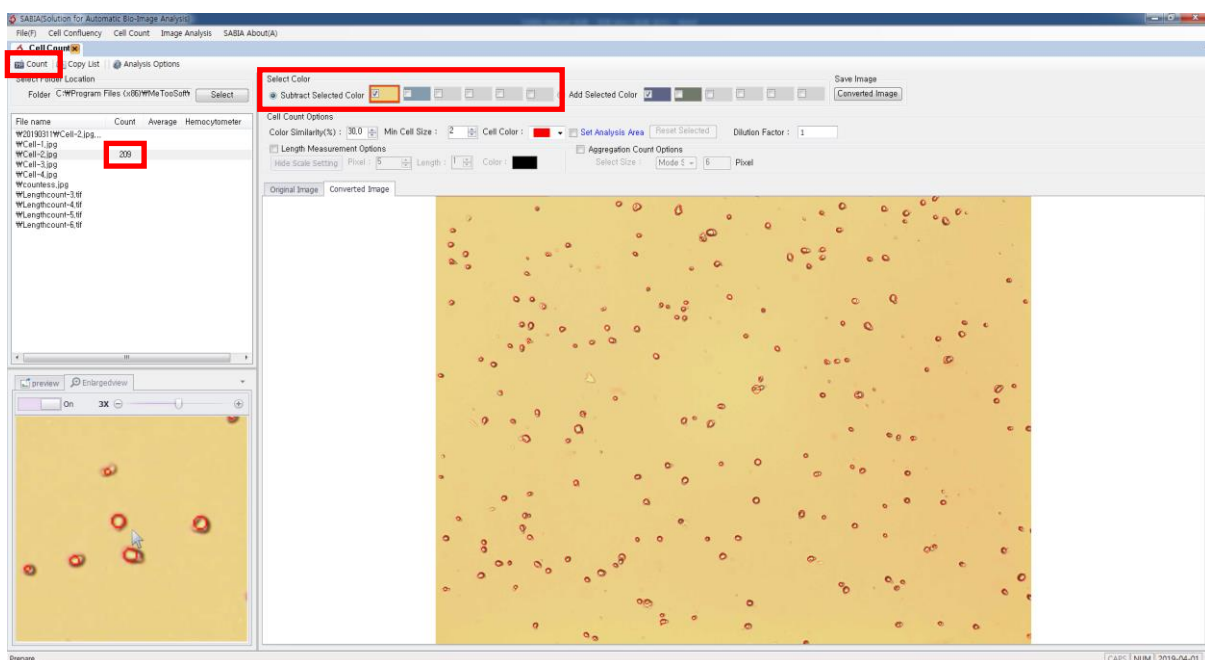 SABIA(Solution for Automatic Bio-Image Analysis)
File(F) Cell Confluency Cell Count Image Analysis SABIA About(A)
Cell Count
Count Copy List Analysis Options
Select Folder Location
Folder C:₩Program Files (x86)₩MeTooSoft₩ Select
Select Color
Subtract Selected Color Add Selected Color
Save Image
Converted Image
Cell Count Options
Color Similarity(%) : 30.0 Min Cell Size : 2 Cell Color : Set Analysis Area Reset Selected Dilution Factor : 1
Length Measurement Options
Hide Scale Setting Pixel : 5 Length : 1 Color :
Aggregation Count Options
Select Size : Mode S 6 Pixel
File name Count Average Hemocytometer
₩20190311₩Cell-2.jpg...
₩Cell-1.jpg
₩Cell-2.jpg 209
₩Cell-3.jpg
₩Cell-4.jpg
₩countess.jpg
₩Lengthcount-3.tif
₩Lengthcount-4.tif
₩Lengthcount-5.tif
₩Lengthcount-6.tif
Original Image Converted Image
preview Enlargedview
On 3X
Prepare
CAPS NUM 2019-04-01